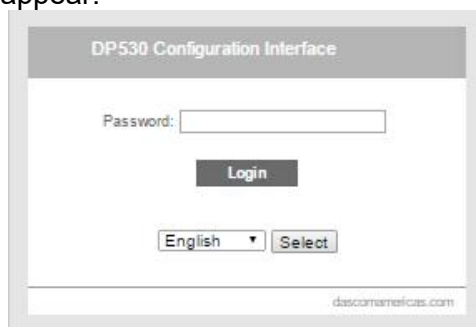 appear.
DP530 Configuration Interface
Password:
Login
English Select
dascomamericas.com